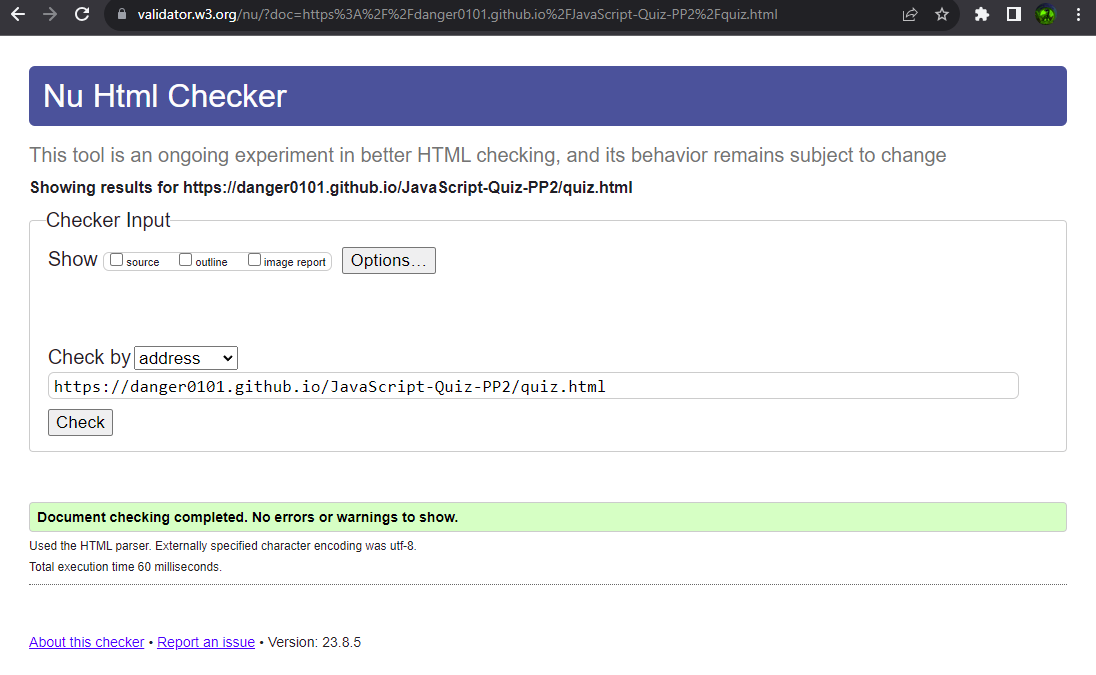 validator.w3.org/nu/?doc=https%3A%2F%2Fdanger0101.github.io%2FJavaScript-Quiz-PP2%2Fquiz.html
Nu Html Checker
This tool is an ongoing experiment in better HTML checking, and its behavior remains subject to change
Showing results for https://danger0101.github.io/JavaScript-Quiz-PP2/quiz.html
Checker Input
Show source outline image report Options...
Check by address
https://danger0101.github.io/JavaScript-Quiz-PP2/quiz.html
Check
Document checking completed. No errors or warnings to show.
Used the HTML parser. Externally specified character encoding was utf-8.
Total execution time 60 milliseconds.
About this checker • Report an issue • Version: 23.8.5